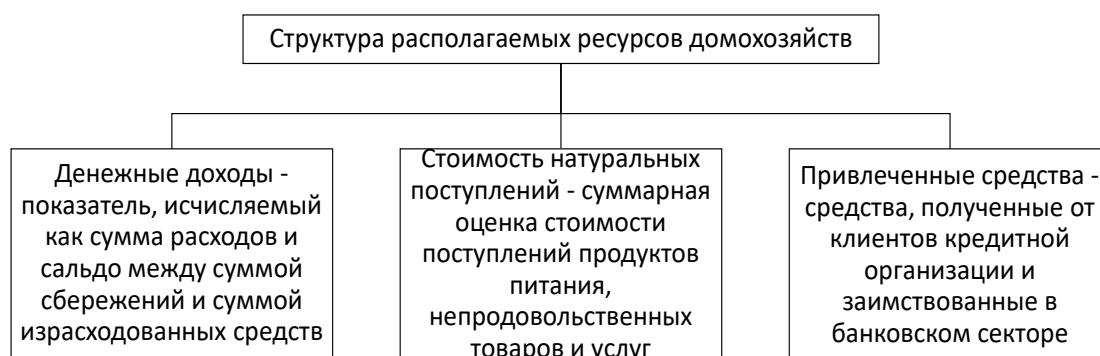 Структура располагаемых ресурсов домохозяйств
Денежные доходы -
показатель, исчисляемый
как сумма расходов и
сальдо между суммой
сбережений и суммой
израсходованных средств
Стоимость натуральных
поступлений - суммарная
оценка стоимости
поступлений продуктов
питания,
непродовольственных
товаров и услуг
Привлеченные средства -
средства, полученные от
клиентов кредитной
организации и
заимствованные в
банковском секторе